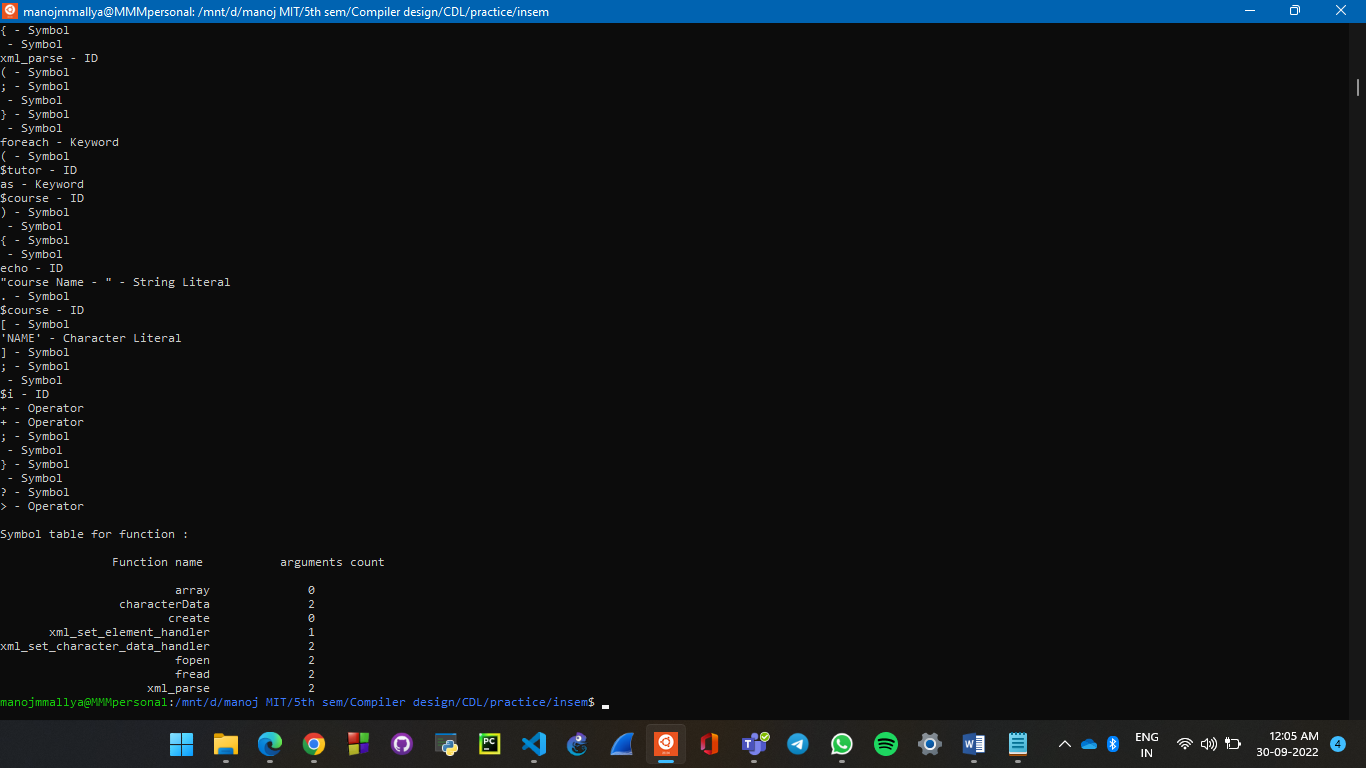 manojmmallya@MMMpersonal: /mnt/d/manoj MIT/5th sem/Compiler design/CDL/practice/insem
{ - Symbol
 - Symbol
xml_parse - ID
( - Symbol
; - Symbol
 - Symbol
} - Symbol
 - Symbol
foreach - Keyword
( - Symbol
$tutor - ID
as - Keyword
$course - ID
) - Symbol
 - Symbol
{ - Symbol
 - Symbol
echo - ID
"course Name - " - String Literal
. - Symbol
$course - ID
[ - Symbol
'NAME' - Character Literal
] - Symbol
; - Symbol
 - Symbol
$i - ID
+ - Operator
+ - Operator
; - Symbol
 - Symbol
} - Symbol
 - Symbol
? - Symbol
> - Operator
Symbol table for function :
Function name arguments count
array 0
characterData 2
create 0
xml_set_element_handler 1
xml_set_character_data_handler 2
fopen 2
fread 2
xml_parse 2
manojmmallya@MMMpersonal:/mnt/d/manoj MIT/5th sem/Compiler design/CDL/practice/insem$
PC
ENG
IN
12:05 AM
30-09-2022
4